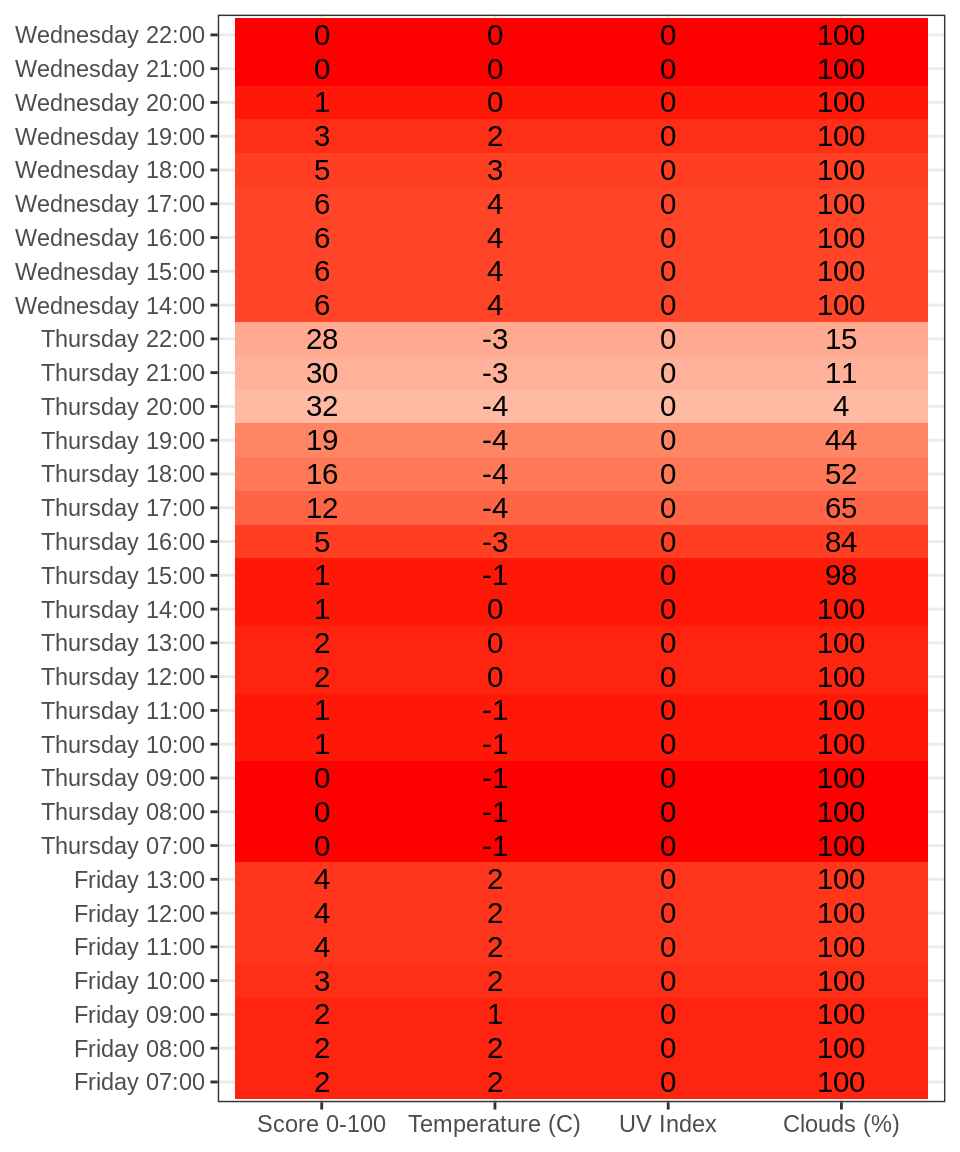 Wednesday 22:00 0 0 0 100
Wednesday 21:00 0 0 0 100
Wednesday 20:00 1 0 0 100
Wednesday 19:00 3 2 0 100
Wednesday 18:00 5 3 0 100
Wednesday 17:00 6 4 0 100
Wednesday 16:00 6 4 0 100
Wednesday 15:00 6 4 0 100
Wednesday 14:00 6 4 0 100
Thursday 22:00 28 -3 0 15
Thursday 21:00 30 -3 0 11
Thursday 20:00 32 -4 0 4
Thursday 19:00 19 -4 0 44
Thursday 18:00 16 -4 0 52
Thursday 17:00 12 -4 0 65
Thursday 16:00 5 -3 0 84
Thursday 15:00 1 -1 0 98
Thursday 14:00 1 0 0 100
Thursday 13:00 2 0 0 100
Thursday 12:00 2 0 0 100
Thursday 11:00 1 -1 0 100
Thursday 10:00 1 -1 0 100
Thursday 09:00 0 -1 0 100
Thursday 08:00 0 -1 0 100
Thursday 07:00 0 -1 0 100
Friday 13:00 4 2 0 100
Friday 12:00 4 2 0 100
Friday 11:00 4 2 0 100
Friday 10:00 3 2 0 100
Friday 09:00 2 1 0 100
Friday 08:00 2 2 0 100
Friday 07:00 2 2 0 100
Score 0-100 Temperature (C) UV Index Clouds (%)